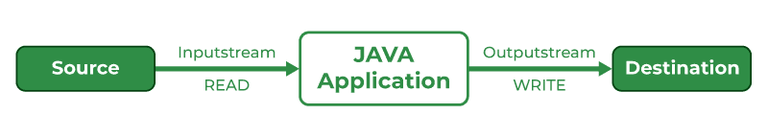 Source
Inputstream
READ
JAVA
Application
Outputstream
WRITE
Destination